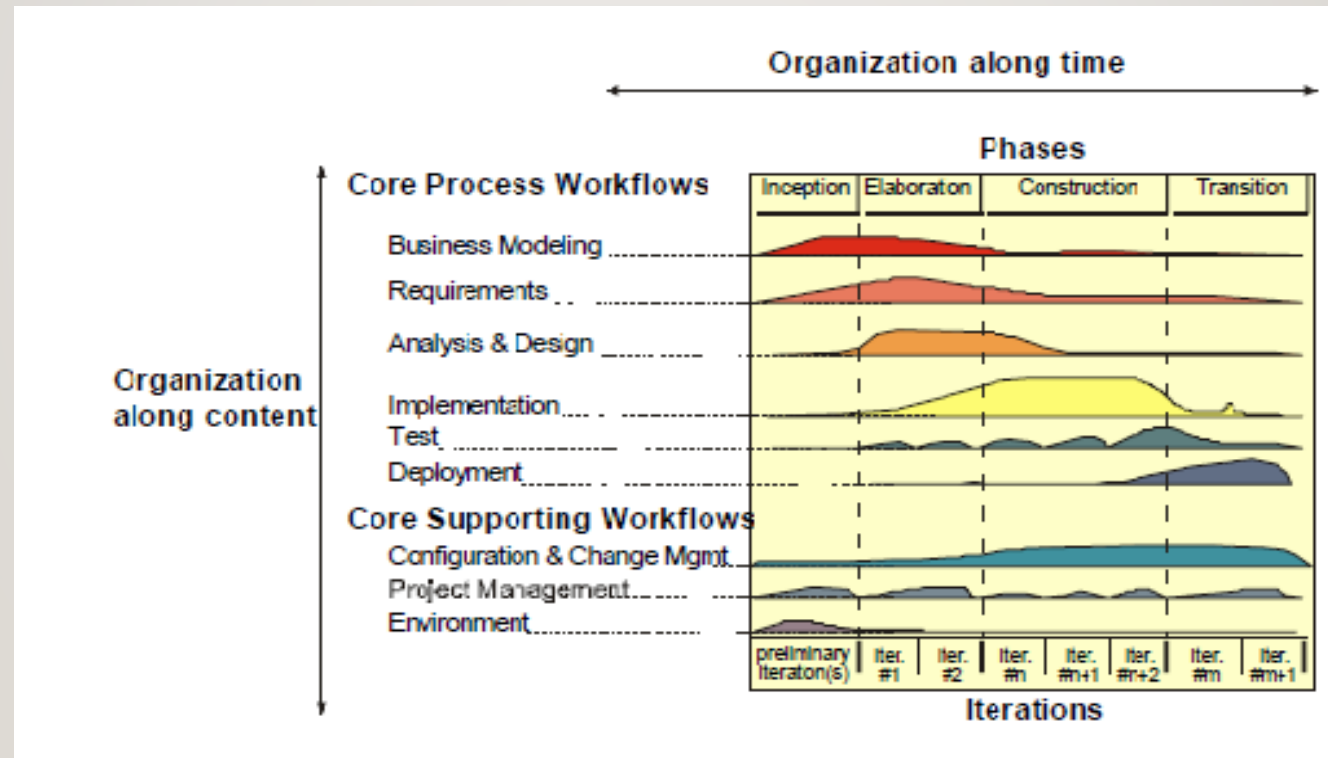 Organization along time
Phases
Core Process Workflows
Inception
Elaboraton
Construction
Transition
Business Modeling
Requirements
Analysis & Design
Implementation
Test
Deployment
Organization
along content
Core Supporting Workflows
Configuration & Change Mgmt
Project Management
Environment
preliminary
Iteraton(s)
Iter.
#1
Iter.
#2
Iter.
#n
Iter.
#n+1
Iter.
#n+2
Iter.
#m
Iter.
#m+1
Iterations